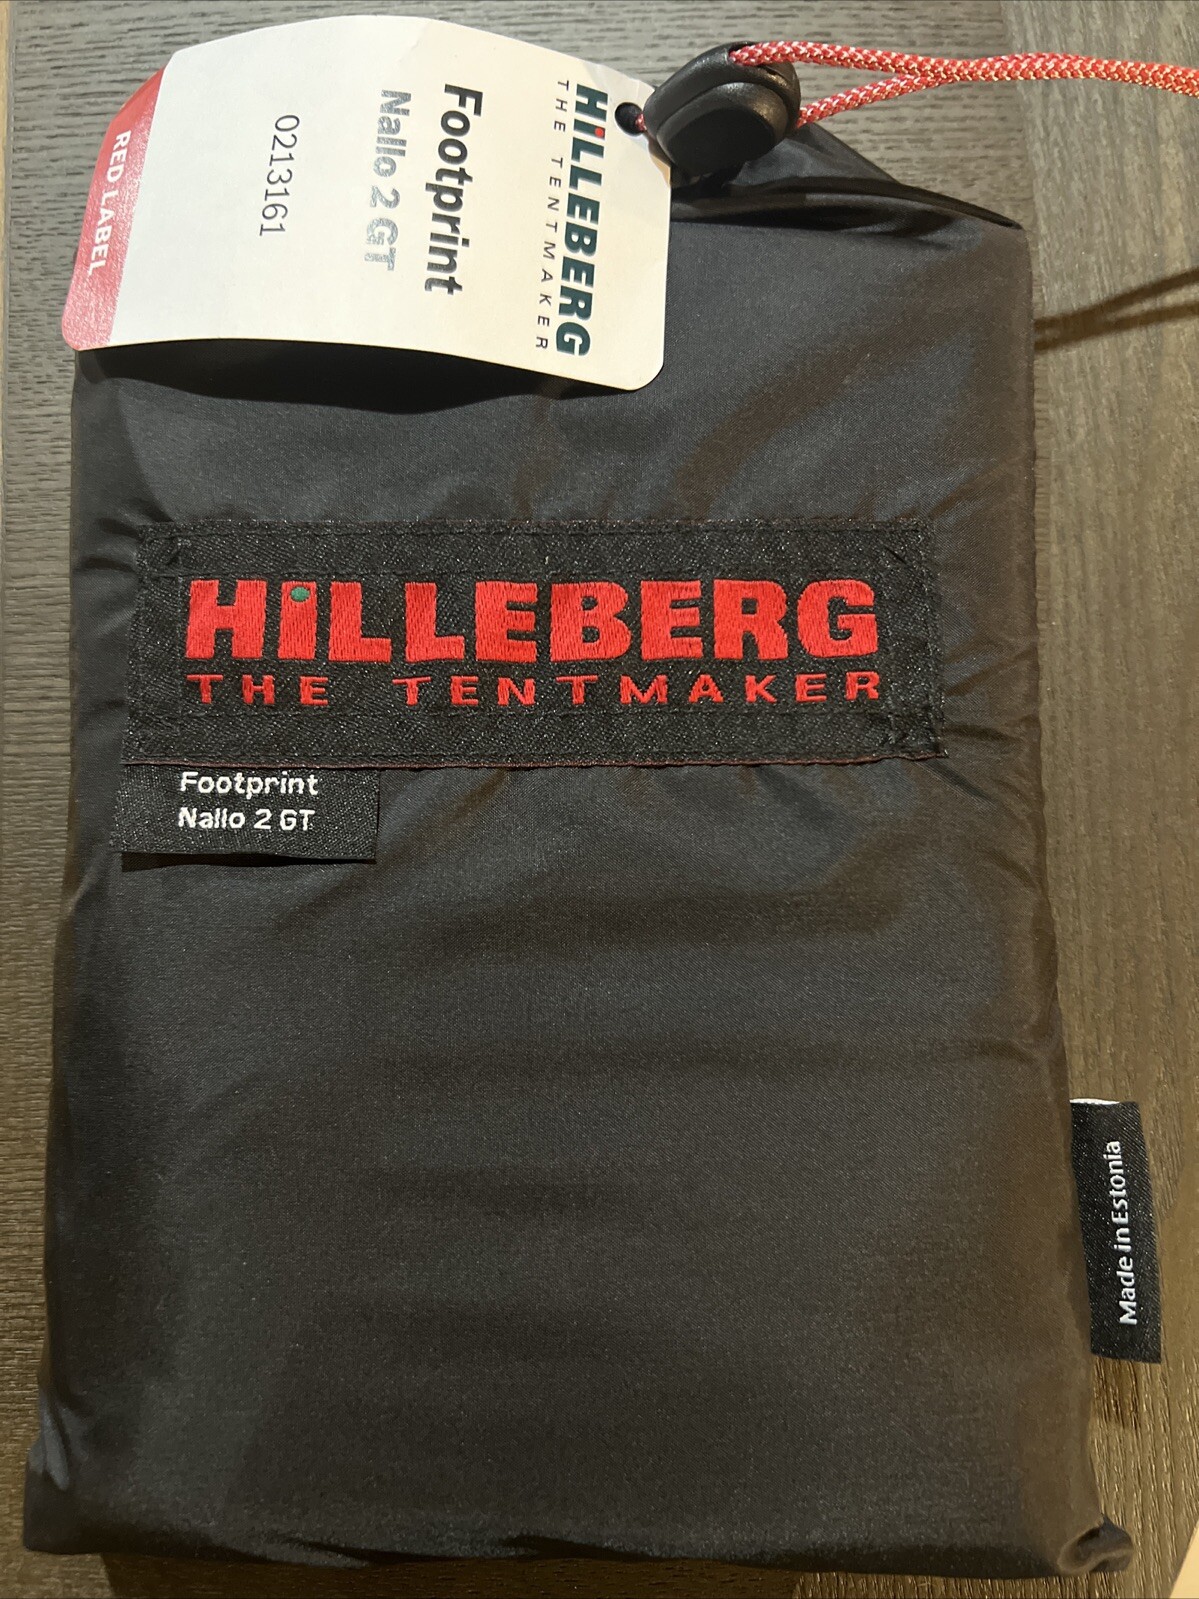 HiLLEBERG
THE TENTMAKER
Footprint
Nallo 2 GT
0213161
RED LABEL
HiLLEBERG
THE TENTMAKER
Footprint
Nallo 2 GT
Made in Estonia